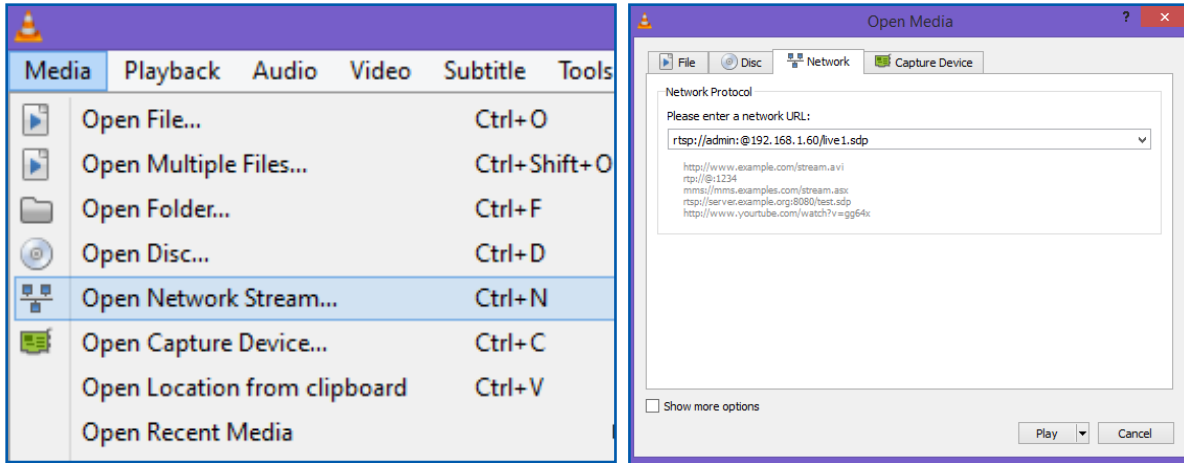 Media Playback Audio Video Subtitle Tools
Open File... Ctrl+O
Open Multiple Files... Ctrl+Shift+O
Open Folder... Ctrl+F
Open Disc... Ctrl+D
Open Network Stream... Ctrl+N
Open Capture Device... Ctrl+C
Open Location from clipboard Ctrl+V
Open Recent Media
Open Media ?
File Disc Network Capture Device
Network Protocol
Please enter a network URL:
rtsp://admin:@192.168.1.60/live1.sdp
http://www.example.com/stream.avi
rtp://@:1234
mms://mms.examples.com/stream.asx
rtsp://server.example.org:8080/test.sdp
http://www.yourtube.com/watch?v=gg64x
Show more options
Play Cancel